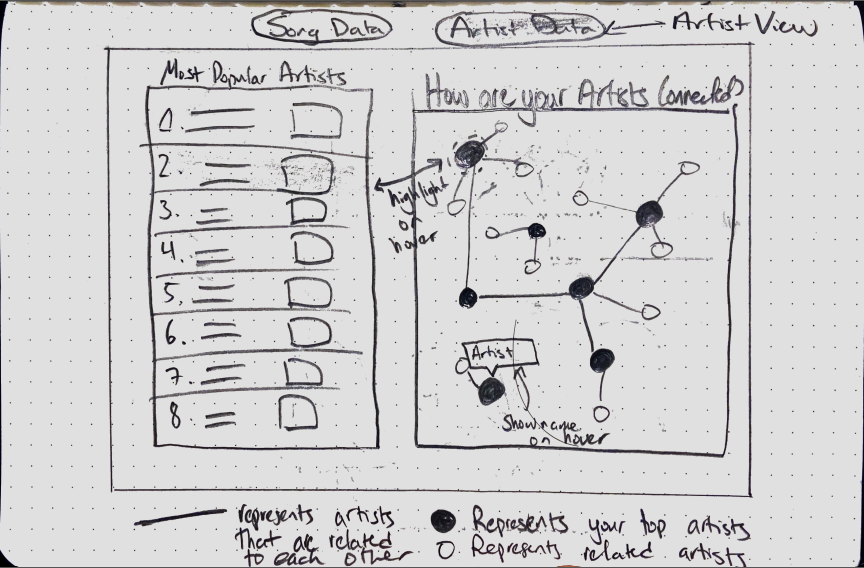 Song Data
Artist Data
Artist View
Most Popular Artists
How are your Artists Connected?
1.
2.
3.
4.
5.
6.
7.
8
highlight
on
hover
Artist
Show name
on hover
represents artists
that are related
to each other
Represents your top artists
Represents related artists